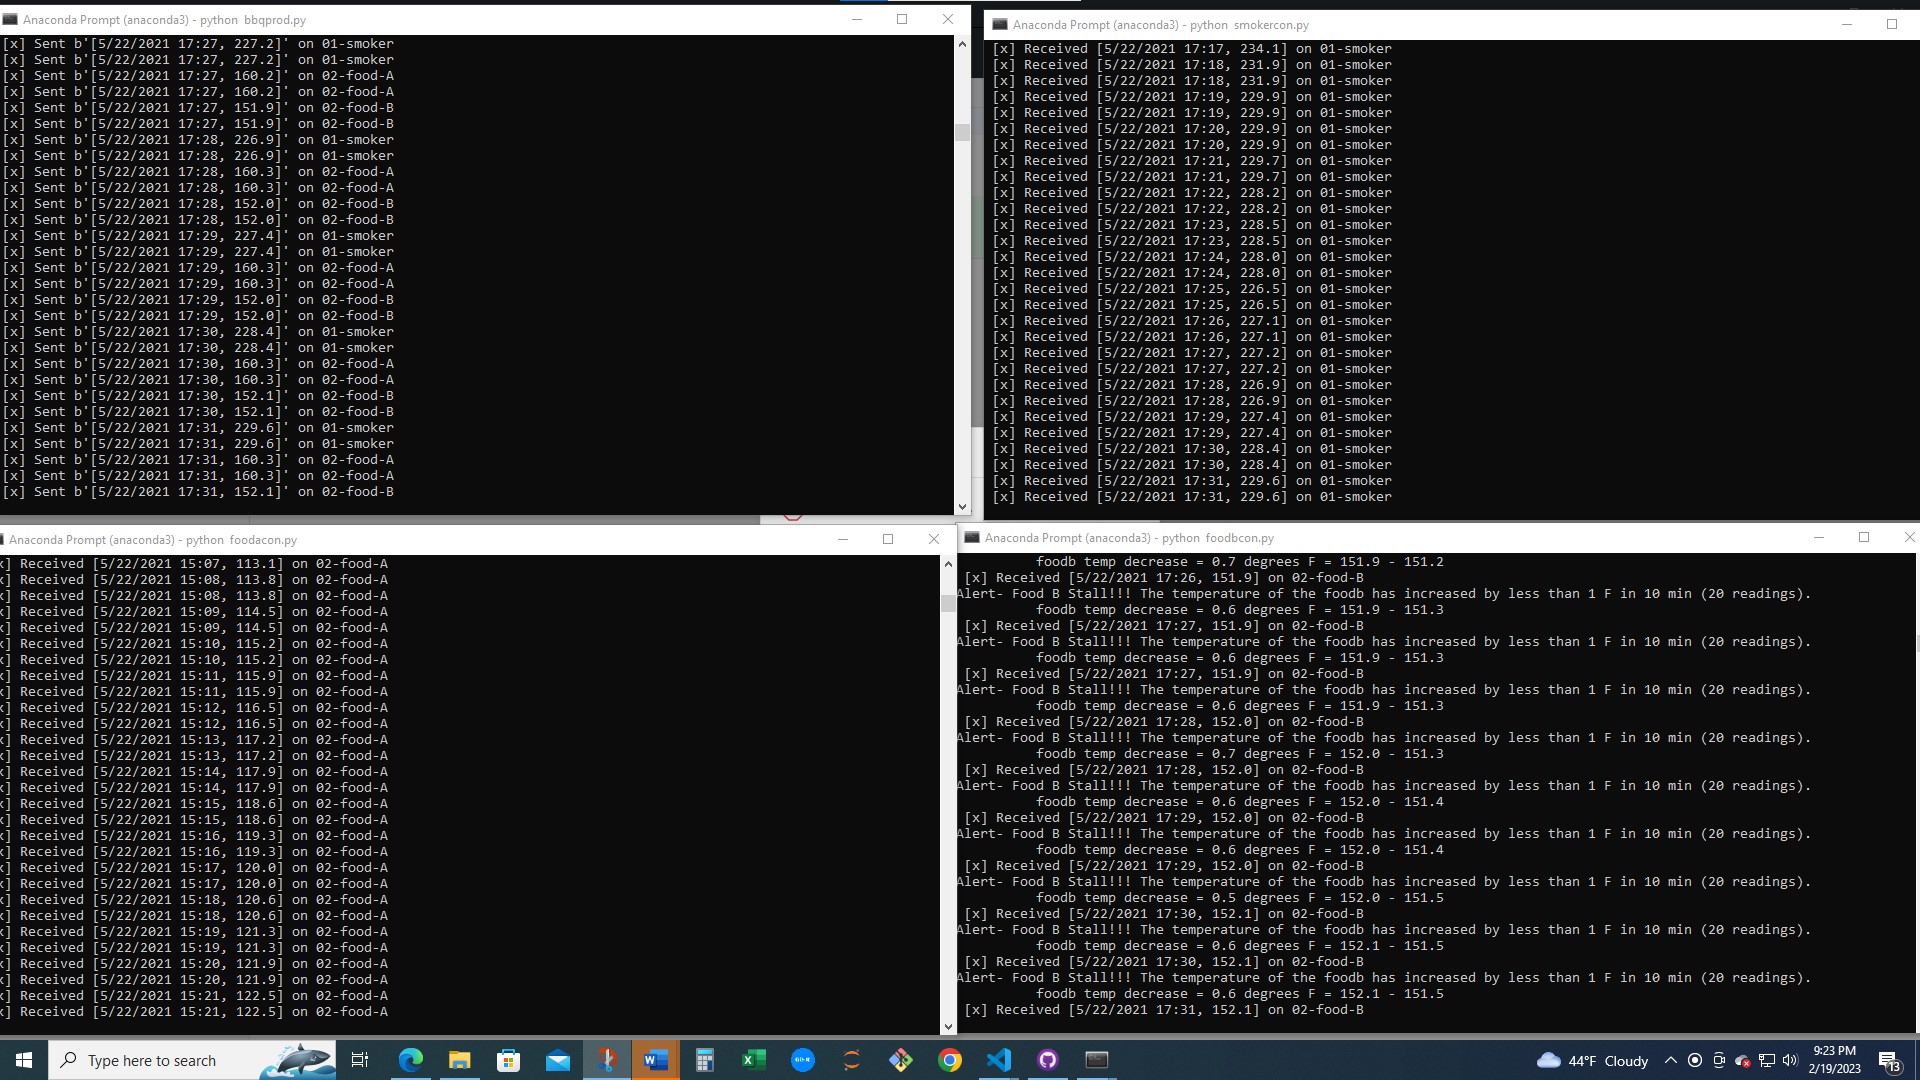 Anaconda Prompt (anaconda3) - python  bbqprod.py
[x] Sent b'[5/22/2021 17:27, 227.2]' on 01-smoker
[x] Sent b'[5/22/2021 17:27, 227.2]' on 01-smoker
[x] Sent b'[5/22/2021 17:27, 160.2]' on 02-food-A
[x] Sent b'[5/22/2021 17:27, 160.2]' on 02-food-A
[x] Sent b'[5/22/2021 17:27, 151.9]' on 02-food-B
[x] Sent b'[5/22/2021 17:27, 151.9]' on 02-food-B
[x] Sent b'[5/22/2021 17:28, 226.9]' on 01-smoker
[x] Sent b'[5/22/2021 17:28, 226.9]' on 01-smoker
[x] Sent b'[5/22/2021 17:28, 160.3]' on 02-food-A
[x] Sent b'[5/22/2021 17:28, 160.3]' on 02-food-A
[x] Sent b'[5/22/2021 17:28, 152.0]' on 02-food-B
[x] Sent b'[5/22/2021 17:28, 152.0]' on 02-food-B
[x] Sent b'[5/22/2021 17:29, 227.4]' on 01-smoker
[x] Sent b'[5/22/2021 17:29, 227.4]' on 01-smoker
[x] Sent b'[5/22/2021 17:29, 160.3]' on 02-food-A
[x] Sent b'[5/22/2021 17:29, 160.3]' on 02-food-A
[x] Sent b'[5/22/2021 17:29, 152.0]' on 02-food-B
[x] Sent b'[5/22/2021 17:29, 152.0]' on 02-food-B
[x] Sent b'[5/22/2021 17:30, 228.4]' on 01-smoker
[x] Sent b'[5/22/2021 17:30, 228.4]' on 01-smoker
[x] Sent b'[5/22/2021 17:30, 160.3]' on 02-food-A
[x] Sent b'[5/22/2021 17:30, 160.3]' on 02-food-A
[x] Sent b'[5/22/2021 17:30, 152.1]' on 02-food-B
[x] Sent b'[5/22/2021 17:30, 152.1]' on 02-food-B
[x] Sent b'[5/22/2021 17:31, 229.6]' on 01-smoker
[x] Sent b'[5/22/2021 17:31, 229.6]' on 01-smoker
[x] Sent b'[5/22/2021 17:31, 160.3]' on 02-food-A
[x] Sent b'[5/22/2021 17:31, 160.3]' on 02-food-A
[x] Sent b'[5/22/2021 17:31, 152.1]' on 02-food-B
Anaconda Prompt (anaconda3) - python  smokercon.py
[x] Received [5/22/2021 17:17, 234.1] on 01-smoker
[x] Received [5/22/2021 17:18, 231.9] on 01-smoker
[x] Received [5/22/2021 17:18, 231.9] on 01-smoker
[x] Received [5/22/2021 17:19, 229.9] on 01-smoker
[x] Received [5/22/2021 17:19, 229.9] on 01-smoker
[x] Received [5/22/2021 17:20, 229.9] on 01-smoker
[x] Received [5/22/2021 17:20, 229.9] on 01-smoker
[x] Received [5/22/2021 17:21, 229.7] on 01-smoker
[x] Received [5/22/2021 17:21, 229.7] on 01-smoker
[x] Received [5/22/2021 17:22, 228.2] on 01-smoker
[x] Received [5/22/2021 17:22, 228.2] on 01-smoker
[x] Received [5/22/2021 17:23, 228.5] on 01-smoker
[x] Received [5/22/2021 17:23, 228.5] on 01-smoker
[x] Received [5/22/2021 17:24, 228.0] on 01-smoker
[x] Received [5/22/2021 17:24, 228.0] on 01-smoker
[x] Received [5/22/2021 17:25, 226.5] on 01-smoker
[x] Received [5/22/2021 17:25, 226.5] on 01-smoker
[x] Received [5/22/2021 17:26, 227.1] on 01-smoker
[x] Received [5/22/2021 17:26, 227.1] on 01-smoker
[x] Received [5/22/2021 17:27, 227.2] on 01-smoker
[x] Received [5/22/2021 17:27, 227.2] on 01-smoker
[x] Received [5/22/2021 17:28, 226.9] on 01-smoker
[x] Received [5/22/2021 17:28, 226.9] on 01-smoker
[x] Received [5/22/2021 17:29, 227.4] on 01-smoker
[x] Received [5/22/2021 17:29, 227.4] on 01-smoker
[x] Received [5/22/2021 17:30, 228.4] on 01-smoker
[x] Received [5/22/2021 17:30, 228.4] on 01-smoker
[x] Received [5/22/2021 17:31, 229.6] on 01-smoker
[x] Received [5/22/2021 17:31, 229.6] on 01-smoker
Anaconda Prompt (anaconda3) - python  foodacon.py
x] Received [5/22/2021 15:07, 113.1] on 02-food-A
x] Received [5/22/2021 15:08, 113.8] on 02-food-A
x] Received [5/22/2021 15:08, 113.8] on 02-food-A
x] Received [5/22/2021 15:09, 114.5] on 02-food-A
x] Received [5/22/2021 15:09, 114.5] on 02-food-A
x] Received [5/22/2021 15:10, 115.2] on 02-food-A
x] Received [5/22/2021 15:10, 115.2] on 02-food-A
x] Received [5/22/2021 15:11, 115.9] on 02-food-A
x] Received [5/22/2021 15:11, 115.9] on 02-food-A
x] Received [5/22/2021 15:12, 116.5] on 02-food-A
x] Received [5/22/2021 15:12, 116.5] on 02-food-A
x] Received [5/22/2021 15:13, 117.2] on 02-food-A
x] Received [5/22/2021 15:13, 117.2] on 02-food-A
x] Received [5/22/2021 15:14, 117.9] on 02-food-A
x] Received [5/22/2021 15:14, 117.9] on 02-food-A
x] Received [5/22/2021 15:15, 118.6] on 02-food-A
x] Received [5/22/2021 15:15, 118.6] on 02-food-A
x] Received [5/22/2021 15:16, 119.3] on 02-food-A
x] Received [5/22/2021 15:16, 119.3] on 02-food-A
x] Received [5/22/2021 15:17, 120.0] on 02-food-A
x] Received [5/22/2021 15:17, 120.0] on 02-food-A
x] Received [5/22/2021 15:18, 120.6] on 02-food-A
x] Received [5/22/2021 15:18, 120.6] on 02-food-A
x] Received [5/22/2021 15:19, 121.3] on 02-food-A
x] Received [5/22/2021 15:19, 121.3] on 02-food-A
x] Received [5/22/2021 15:20, 121.9] on 02-food-A
x] Received [5/22/2021 15:20, 121.9] on 02-food-A
x] Received [5/22/2021 15:21, 122.5] on 02-food-A
x] Received [5/22/2021 15:21, 122.5] on 02-food-A
Anaconda Prompt (anaconda3) - python  foodbcon.py
foodb temp decrease = 0.7 degrees F = 151.9 - 151.2
[x] Received [5/22/2021 17:26, 151.9] on 02-food-B
Alert- Food B Stall!!! The temperature of the foodb has increased by less than 1 F in 10 min (20 readings).
foodb temp decrease = 0.6 degrees F = 151.9 - 151.3
[x] Received [5/22/2021 17:27, 151.9] on 02-food-B
Alert- Food B Stall!!! The temperature of the foodb has increased by less than 1 F in 10 min (20 readings).
foodb temp decrease = 0.6 degrees F = 151.9 - 151.3
[x] Received [5/22/2021 17:27, 151.9] on 02-food-B
Alert- Food B Stall!!! The temperature of the foodb has increased by less than 1 F in 10 min (20 readings).
foodb temp decrease = 0.6 degrees F = 151.9 - 151.3
[x] Received [5/22/2021 17:28, 152.0] on 02-food-B
Alert- Food B Stall!!! The temperature of the foodb has increased by less than 1 F in 10 min (20 readings).
foodb temp decrease = 0.7 degrees F = 152.0 - 151.3
[x] Received [5/22/2021 17:28, 152.0] on 02-food-B
Alert- Food B Stall!!! The temperature of the foodb has increased by less than 1 F in 10 min (20 readings).
foodb temp decrease = 0.6 degrees F = 152.0 - 151.4
[x] Received [5/22/2021 17:29, 152.0] on 02-food-B
Alert- Food B Stall!!! The temperature of the foodb has increased by less than 1 F in 10 min (20 readings).
foodb temp decrease = 0.6 degrees F = 152.0 - 151.4
[x] Received [5/22/2021 17:29, 152.0] on 02-food-B
Alert- Food B Stall!!! The temperature of the foodb has increased by less than 1 F in 10 min (20 readings).
foodb temp decrease = 0.5 degrees F = 152.0 - 151.5
[x] Received [5/22/2021 17:30, 152.1] on 02-food-B
Alert- Food B Stall!!! The temperature of the foodb has increased by less than 1 F in 10 min (20 readings).
foodb temp decrease = 0.6 degrees F = 152.1 - 151.5
[x] Received [5/22/2021 17:30, 152.1] on 02-food-B
Alert- Food B Stall!!! The temperature of the foodb has increased by less than 1 F in 10 min (20 readings).
foodb temp decrease = 0.6 degrees F = 152.1 - 151.5
[x] Received [5/22/2021 17:31, 152.1] on 02-food-B
Type here to search
44°F Cloudy
9:23 PM
2/19/2023
13